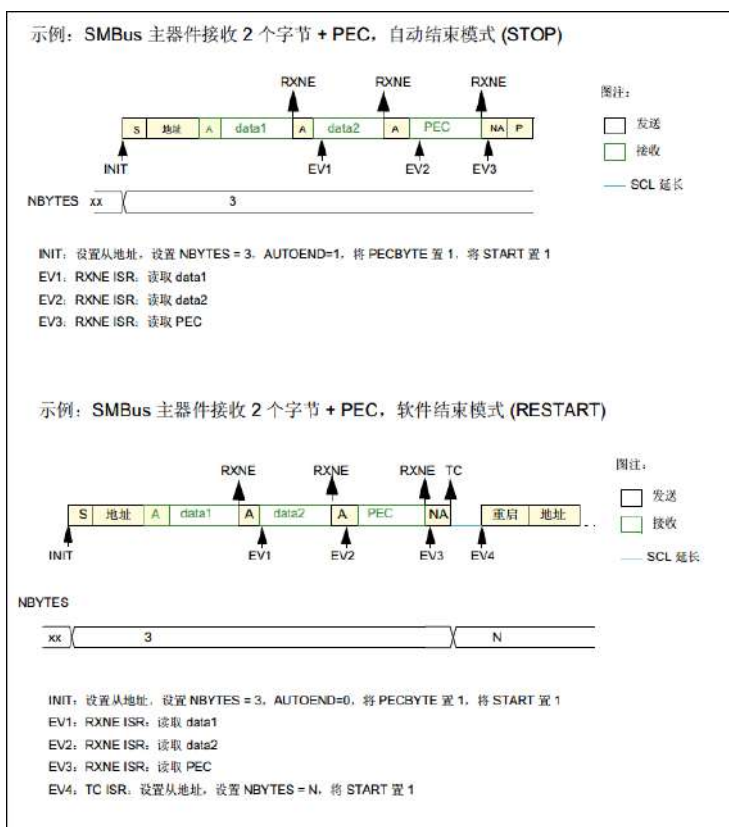 示例：SMBus 主器件接收 2 个字节 + PEC，自动结束模式 (STOP)
RXNE RXNE RXNE
图注：
S 地址 A data1 A data2 A PEC NA P
发送
接收
INIT EV1 EV2 EV3
SCL 延长
NBYTES xx 3
INIT：设置从地址，设置 NBYTES = 3，AUTOEND=1，将 PECBYTE 置 1，将 START 置 1
EV1：RXNE ISR：读取 data1
EV2：RXNE ISR：读取 data2
EV3：RXNE ISR：读取 PEC
示例：SMBus 主器件接收 2 个字节 + PEC，软件结束模式 (RESTART)
RXNE RXNE RXNE TC
图注：
发送
S 地址 A data1 A data2 A PEC NA 重启 地址
接收
INIT EV1 EV2 EV3 EV4
SCL 延长
NBYTES
xx 3 N
INIT：设置从地址，设置 NBYTES = 3，AUTOEND=0，将 PECBYTE 置 1，将 START 置 1
EV1：RXNE ISR：读取 data1
EV2：RXNE ISR：读取 data2
EV3：RXNE ISR：读取 PEC
EV4：TC ISR：设置从地址，设置 NBYTES = N，将 START 置 1